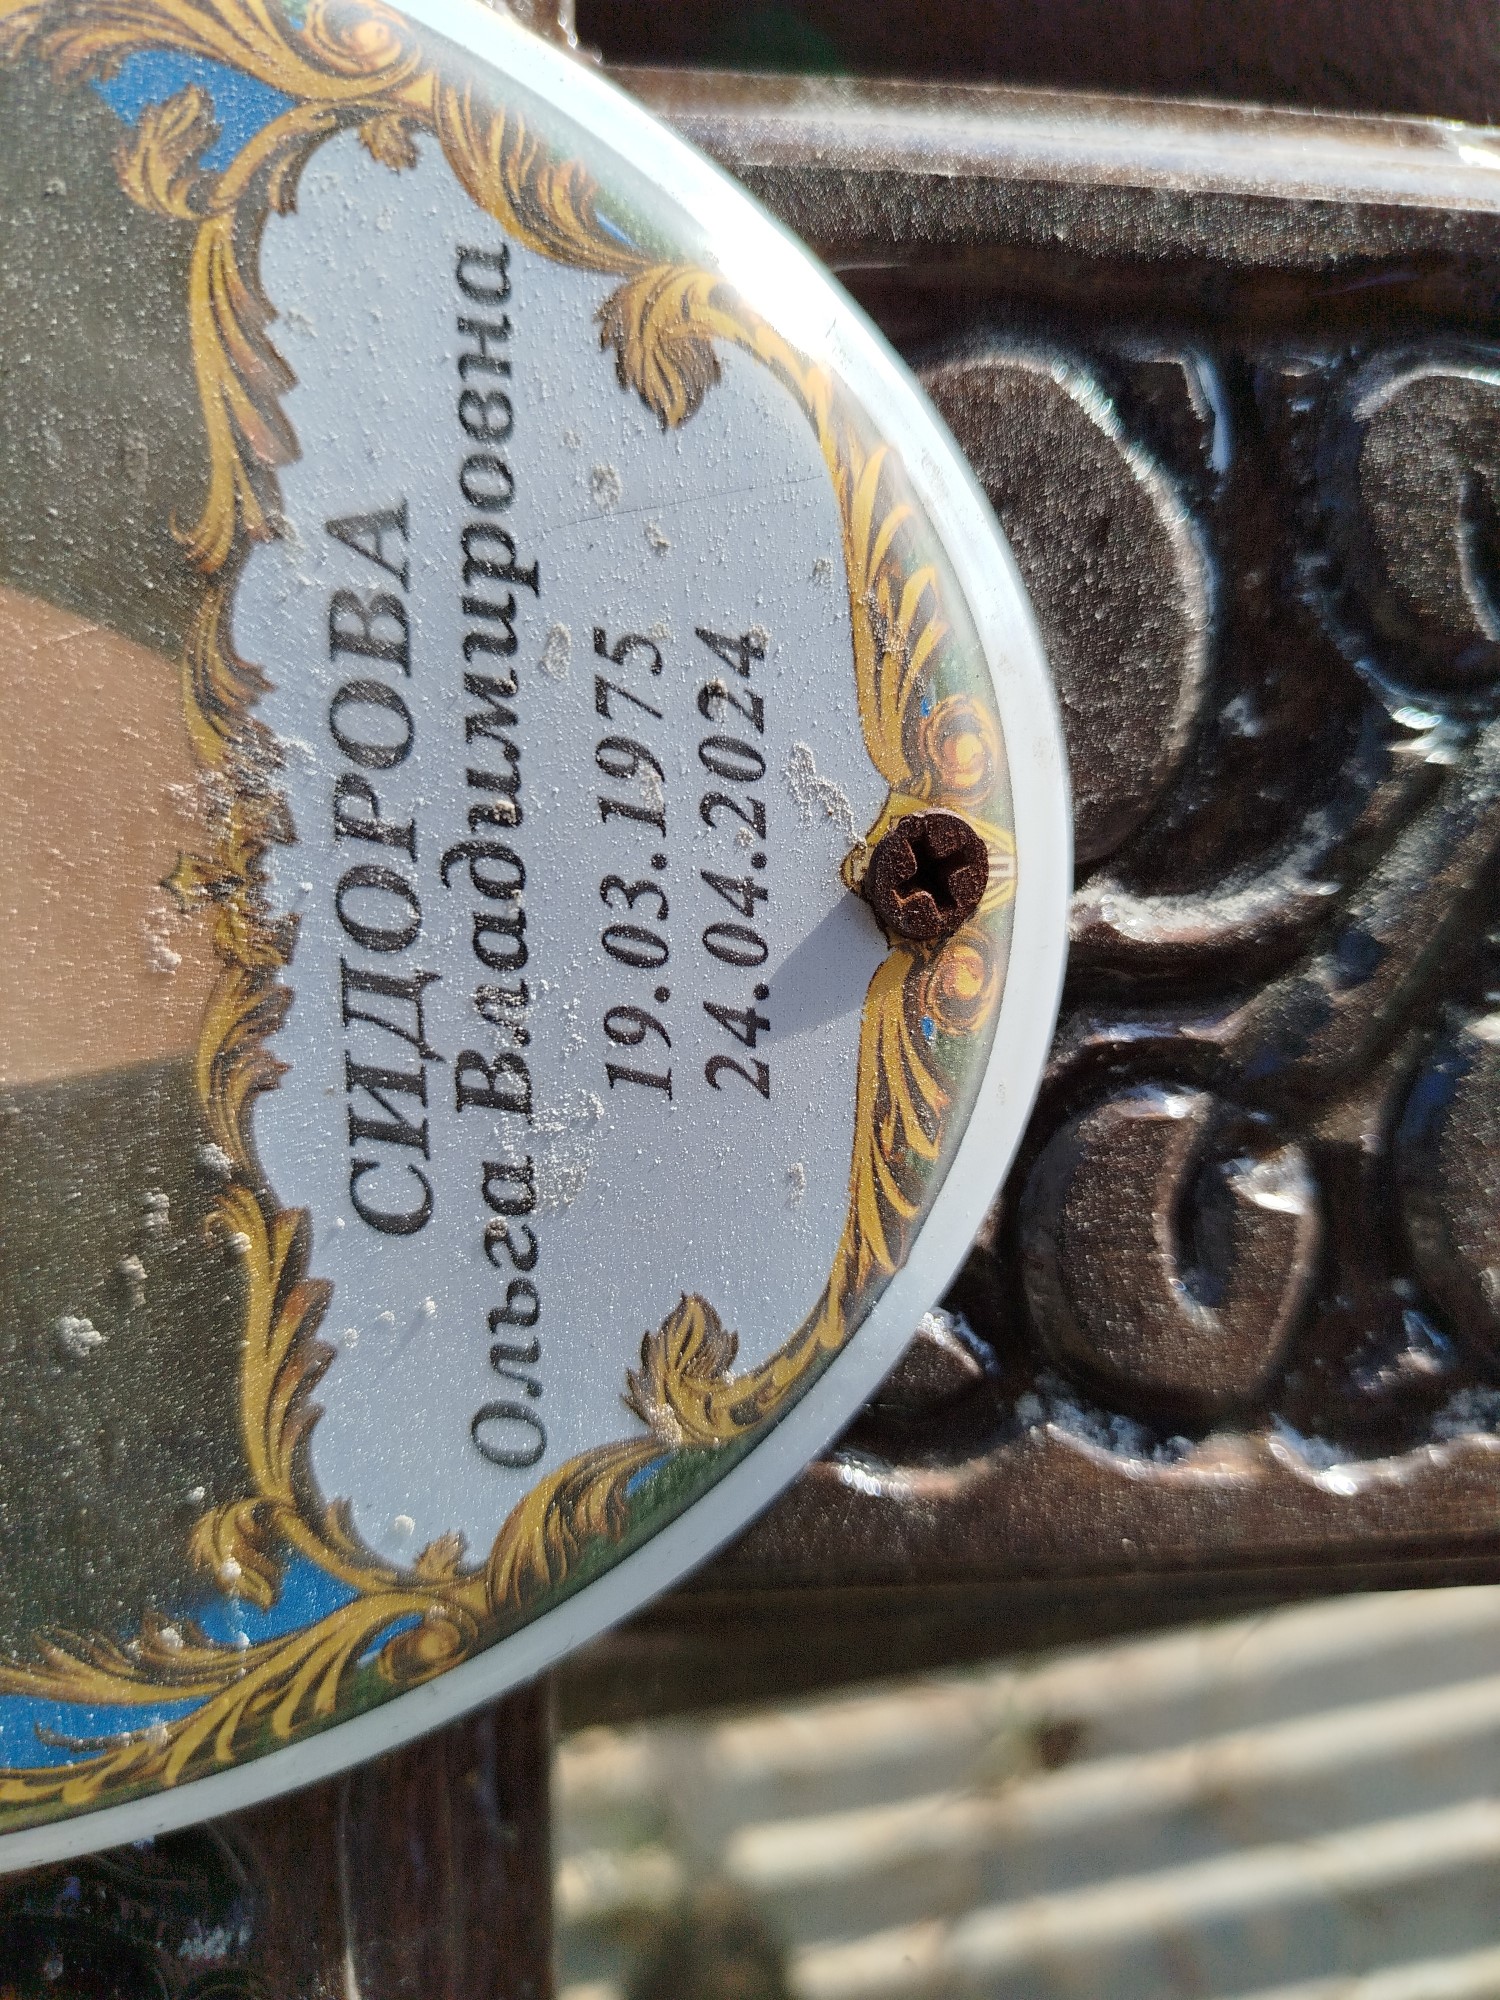 СИДОРОВА
Ольга Владимировна
19.03.1975
24.04.2024